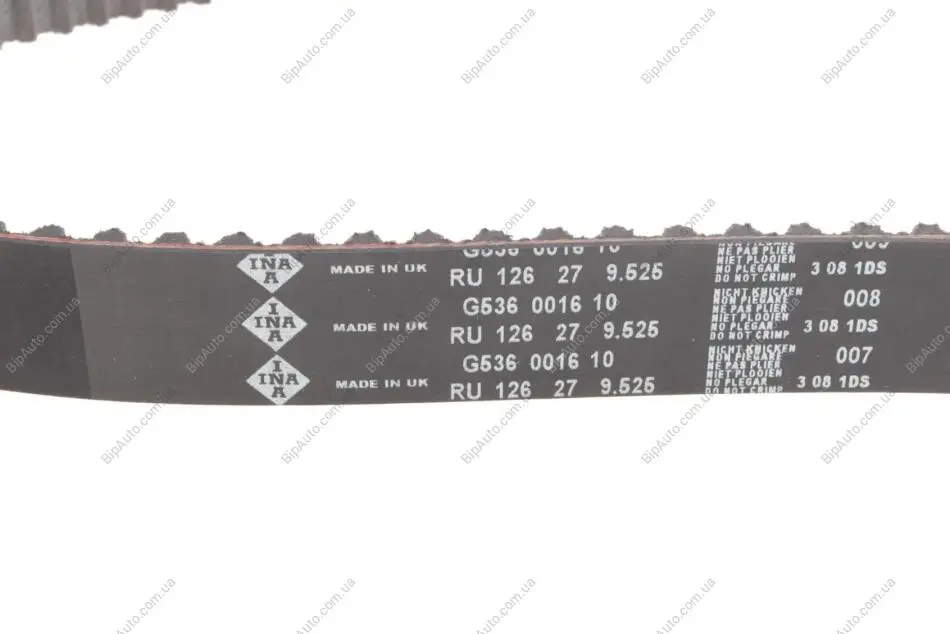 BipAuto.com.ua
INA
A
MADE IN UK
G536 0016 10
RU 126 27 9.525
NE PAS PLIER
NIET PLOOIEN
NO PLEGAR
DO NOT CRIMP
3 08 1DS
I
INA
A
MADE IN UK
G536 0016 10
RU 126 27 9.525
NICHT KNICKEN
NON PIEGARE
NE PAS PLIER
NIET PLOOIEN
NO PLEGAR
DO NOT CRIMP
008
3 08 1DS
I
INA
A
MADE IN UK
G536 0016 10
RU 126 27 9.525
NICHT KNICKEN
NON PIEGARE
NE PAS PLIER
NIET PLOOIEN
NO PLEGAR
DO NOT CRIMP
007
3 08 1DS